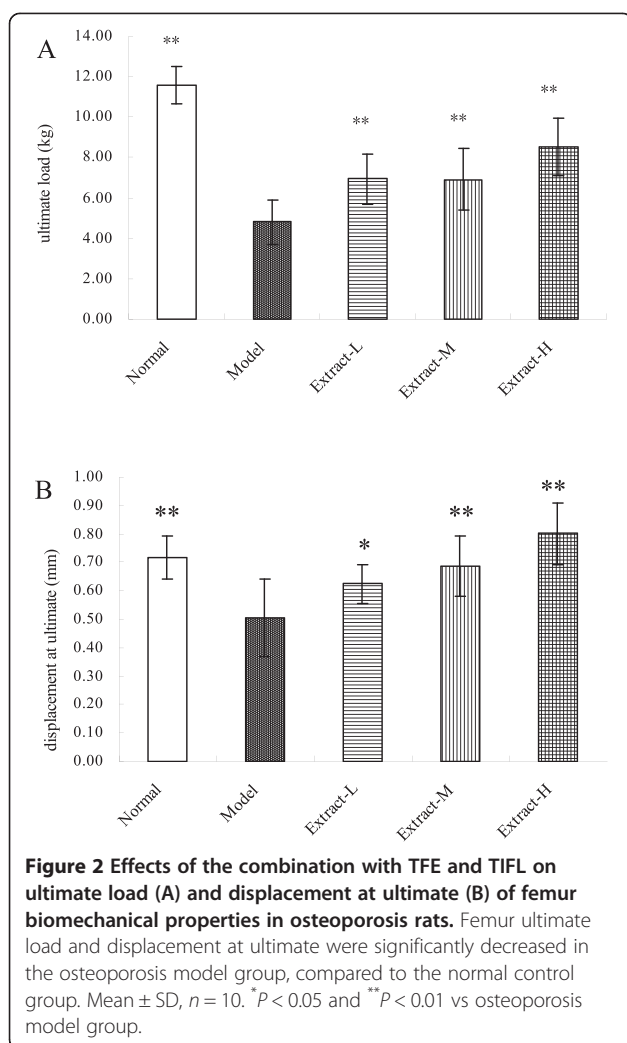 A
14.00
12.00
10.00
8.00
6.00
4.00
2.00
0.00
ultimate load (kg)
** ** ** **
Normal Model Extract-L Extract-M Extract-H
B
1.00
0.90
0.80
0.70
0.60
0.50
0.40
0.30
0.20
0.10
0.00
displacement at ultimate (mm)
** * ** **
Normal Model Extract-L Extract-M Extract-H
Figure 2 Effects of the combination with TFE and TIFL on
ultimate load (A) and displacement at ultimate (B) of femur
biomechanical properties in osteoporosis rats. Femur ultimate
load and displacement at ultimate were significantly decreased in
the osteoporosis model group, compared to the normal control
group. Mean ± SD, n = 10. *P < 0.05 and **P < 0.01 vs osteoporosis
model group.